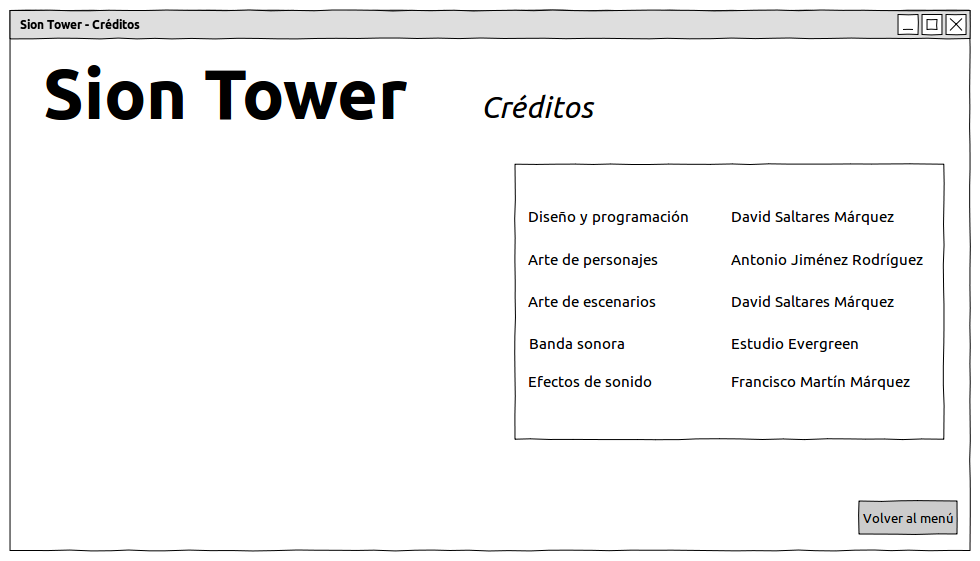 Sion Tower - Créditos
Sion Tower
Créditos
Diseño y programación David Saltares Márquez
Arte de personajes Antonio Jiménez Rodríguez
Arte de escenarios David Saltares Márquez
Banda sonora Estudio Evergreen
Efectos de sonido Francisco Martín Márquez
Volver al menú